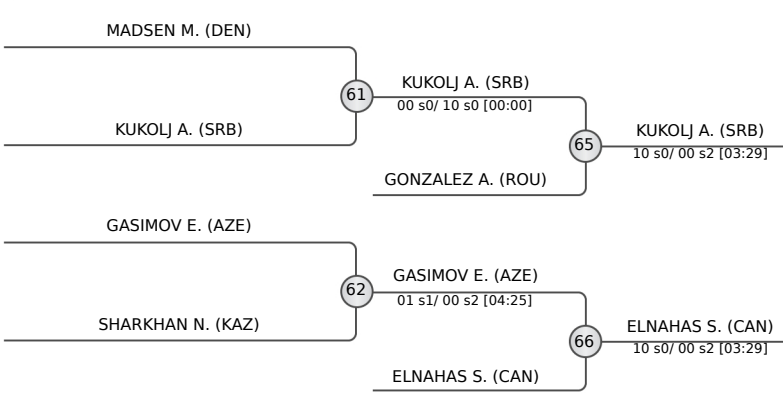 MADSEN M. (DEN)
61
KUKOLJ A. (SRB)
KUKOLJ A. (SRB)
00 s0/ 10 s0 [00:00]
65
GONZALEZ A. (ROU)
KUKOLJ A. (SRB)
10 s0/ 00 s2 [03:29]
GASIMOV E. (AZE)
62
SHARKHAN N. (KAZ)
GASIMOV E. (AZE)
01 s1/ 00 s2 [04:25]
66
ELNAHAS S. (CAN)
ELNAHAS S. (CAN)
10 s0/ 00 s2 [03:29]